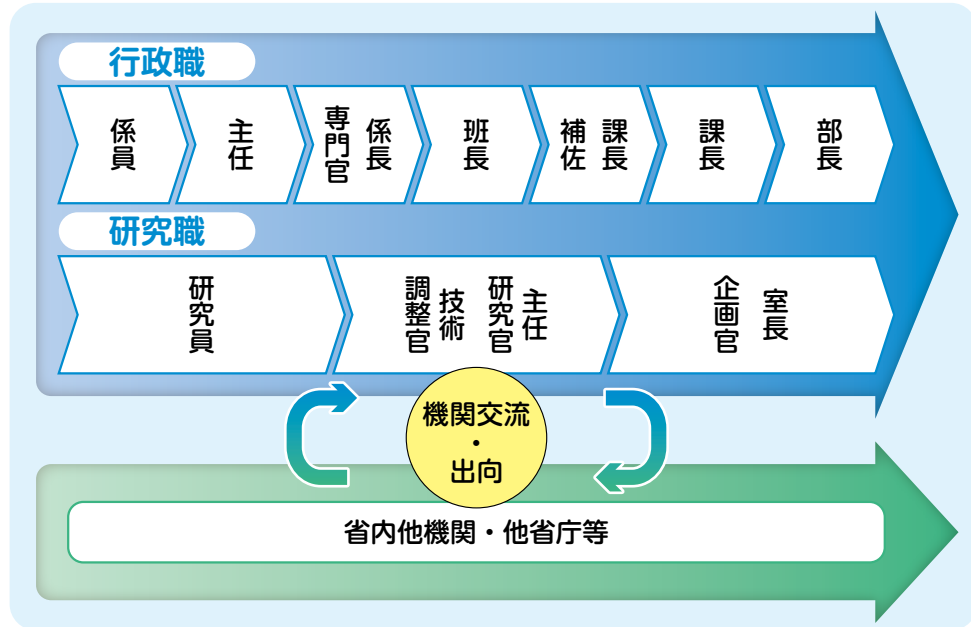 行政職
係員
主任
係長
専門官
班長
課長
補佐
課長
部長
研究職
研究員
主任
研究官
技術
調整官
室長
企画官
機関交流
・
出向
省内他機関・他省庁等